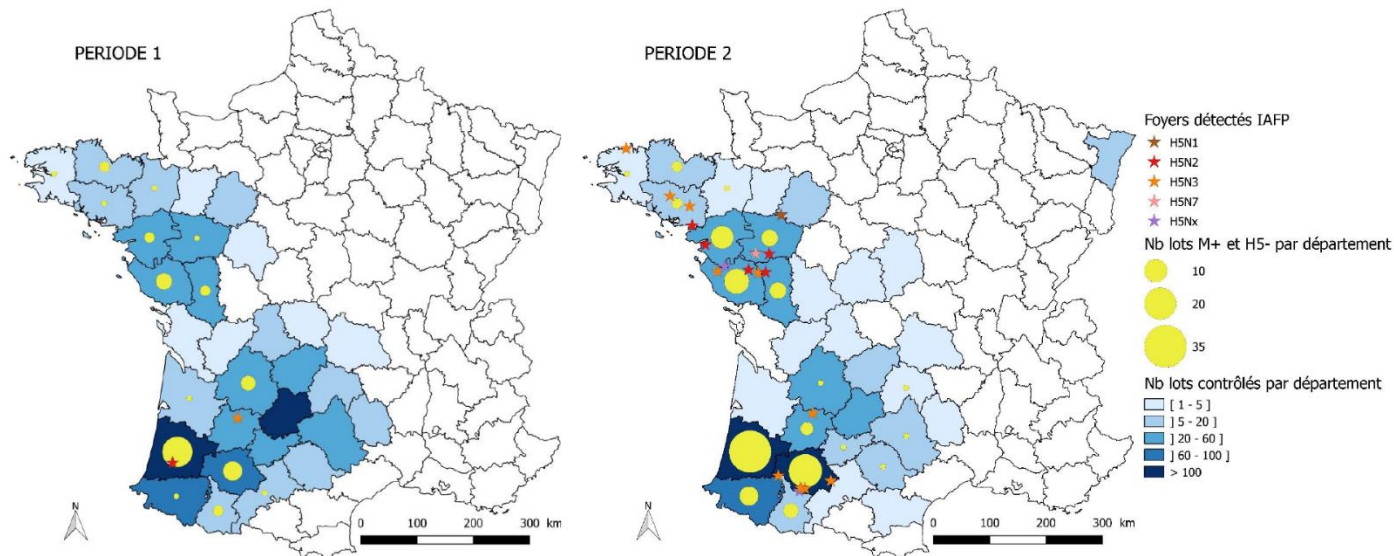 PERIODE 1
PERIODE 2
Foyers détectés IAFP
H5N1
H5N2
H5N3
H5N7
H5Nx
Nb lots M+ et H5- par département
10
20
35
Nb lots contrôlés par département
[ 1 - 5 ]
] 5 - 20 ]
] 20 - 60 ]
] 60 - 100 ]
> 100
N
0 100 200 300 km
N
0 100 200 300 km